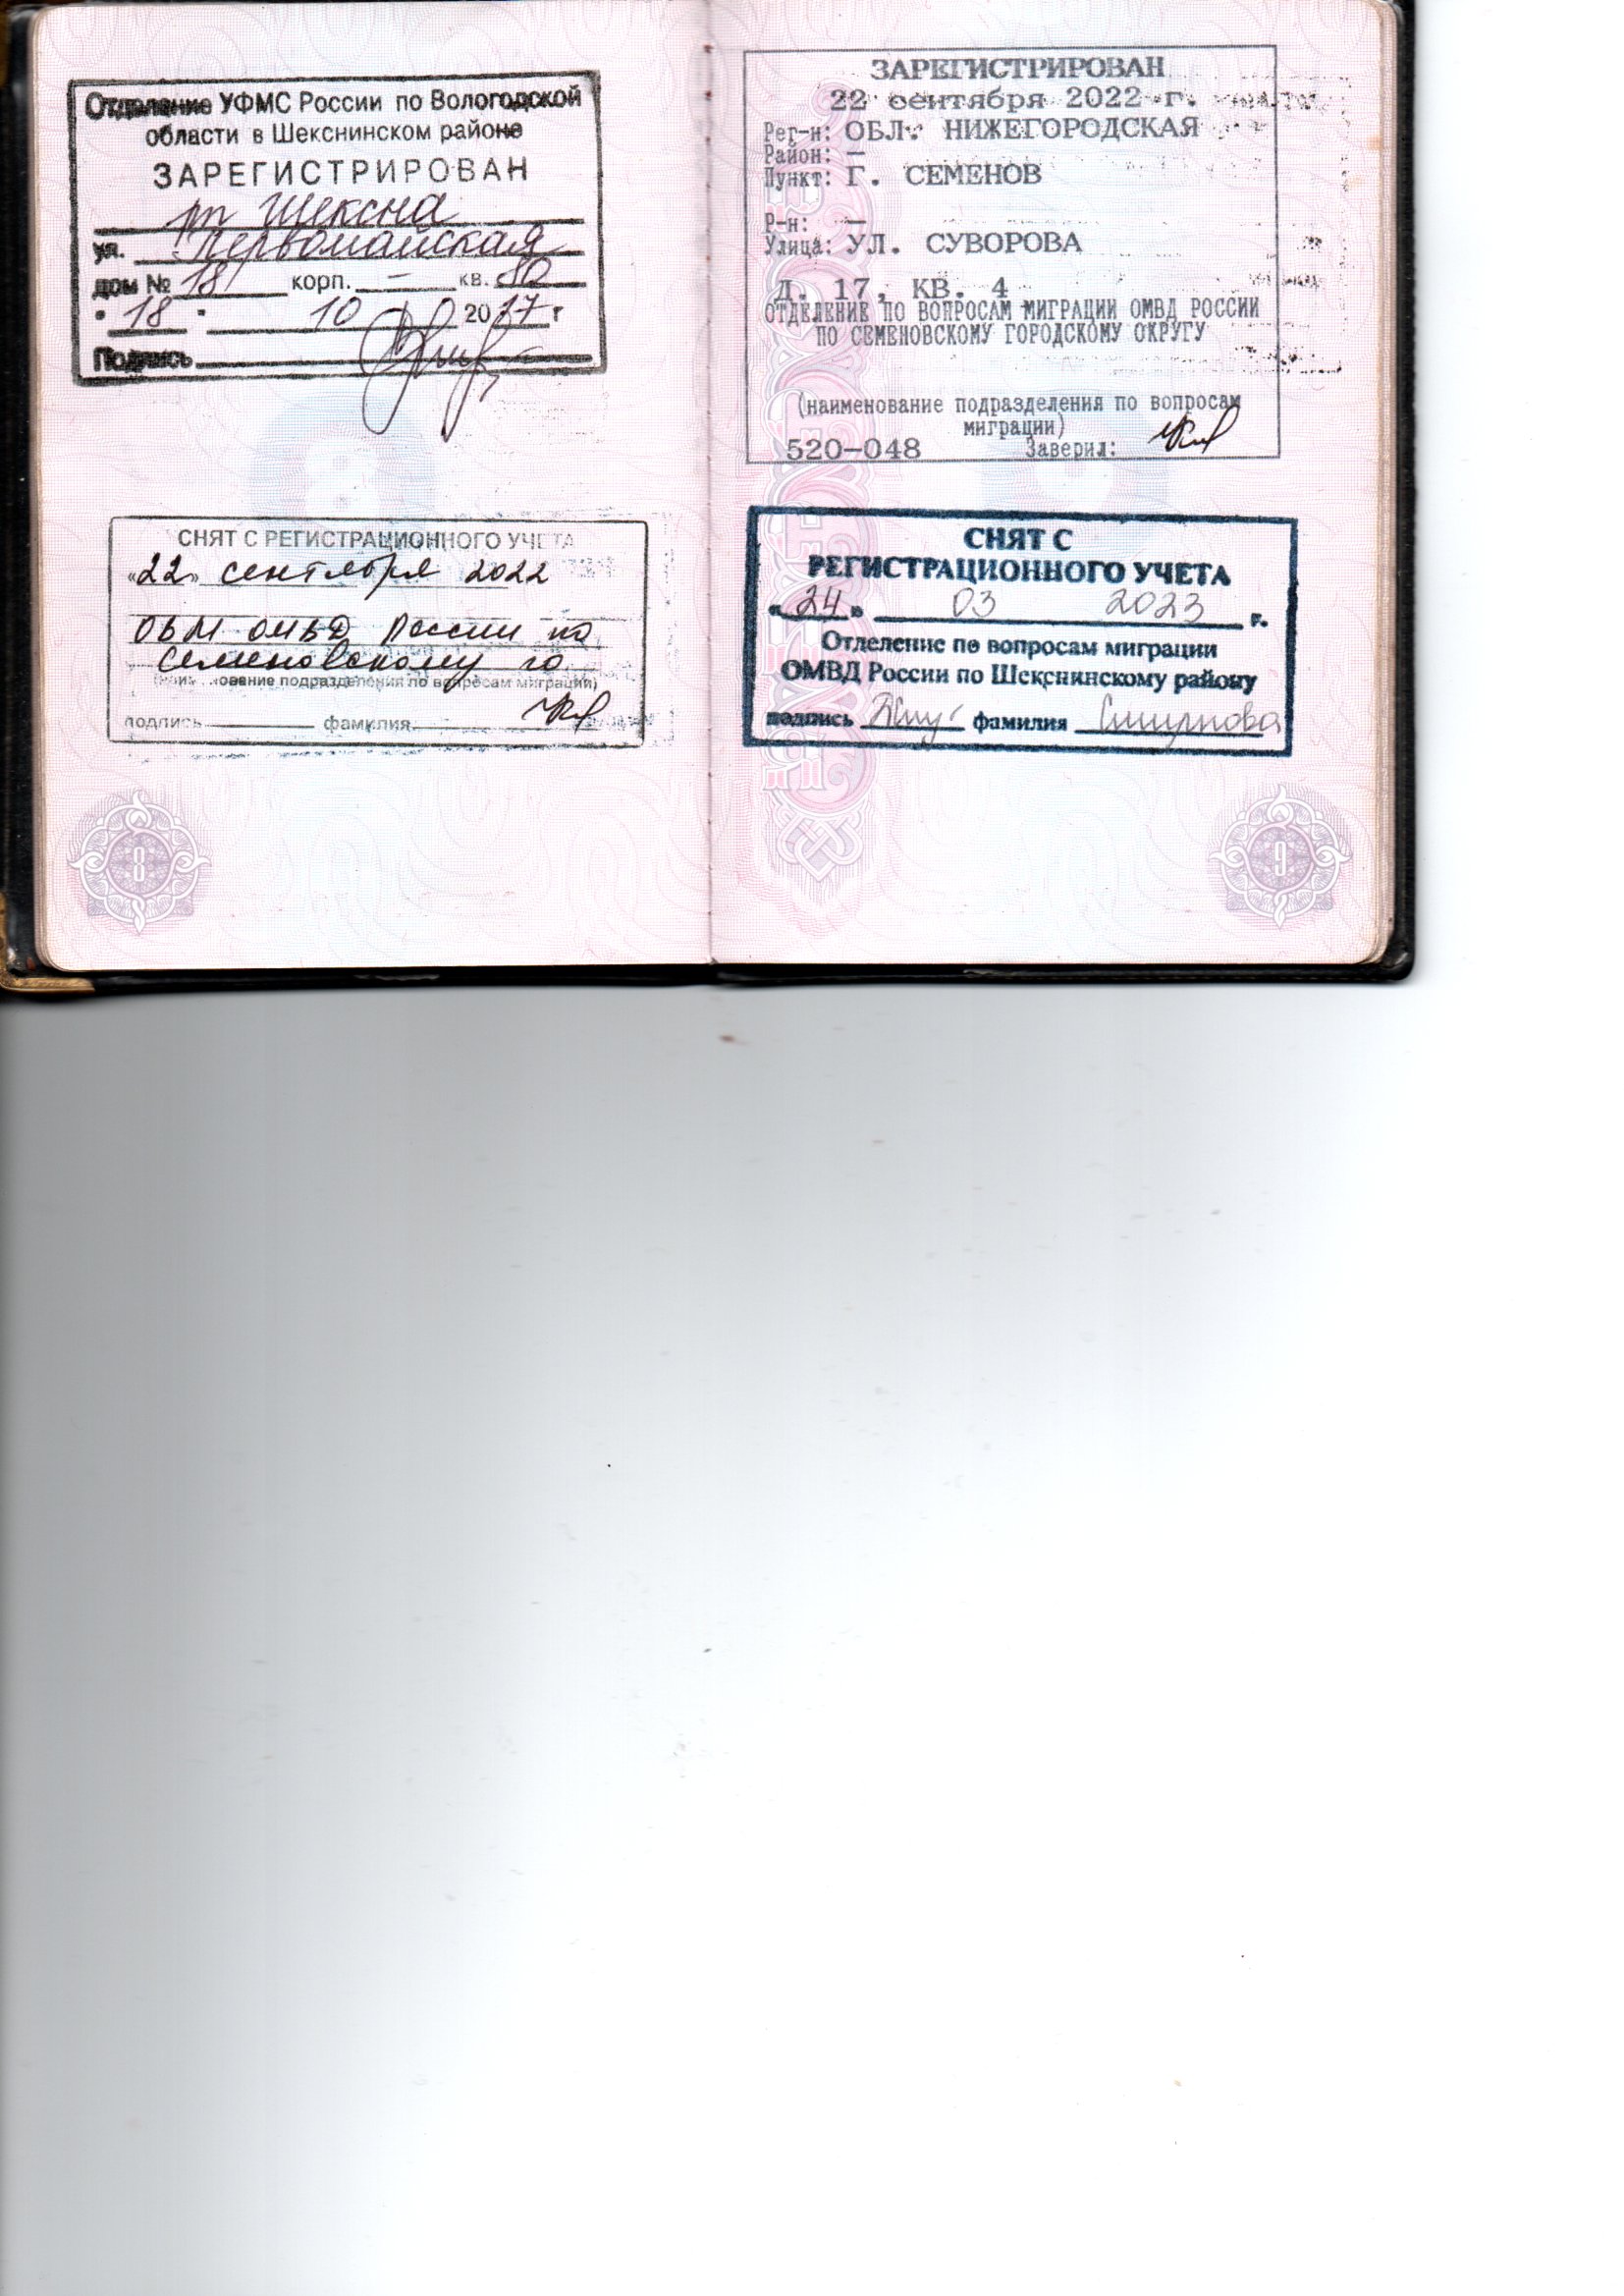 Отделение УФМС России по Вологодской
области в Шекснинском районе
ЗАРЕГИСТРИРОВАН
рп Шексна
ул. Первомайская
дом № 18 корп. — кв. 80
" 18 " 10 2017 г
Подпись
СНЯТ С РЕГИСТРАЦИОННОГО УЧЕТА
«22» сентября 2022
ОВМ ОМВД России по
Семеновскому го
(наименование подразделения по вопросам миграции)
подпись фамилия
8
ЗАРЕГИСТРИРОВАН
22 сентября 2022 г.
Рег-н: ОБЛ. НИЖЕГОРОДСКАЯ
Район: —
Пункт: Г. СЕМЕНОВ
Р-н: —
Улица: УЛ. СУВОРОВА
Д. 17, КВ. 4
ОТДЕЛЕНИЕ ПО ВОПРОСАМ МИГРАЦИИ ОМВД РОССИИ
ПО СЕМЕНОВСКОМУ ГОРОДСКОМУ ОКРУГУ
(наименование подразделения по вопросам
миграции)
520-048 Заверил:
СНЯТ С
РЕГИСТРАЦИОННОГО УЧЕТА
« 24 » 03 2023 г.
Отделение по вопросам миграции
ОМВД России по Шекснинскому району
подпись фамилия Смирнова
9